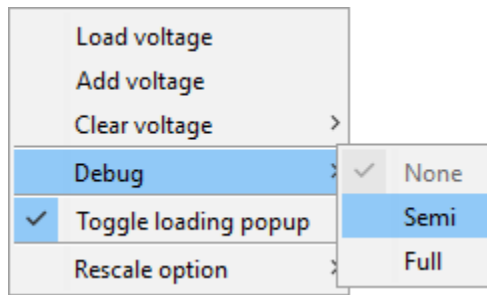 Load voltage
Add voltage
Clear voltage
Debug
Toggle loading popup
Rescale option
None
Semi
Full